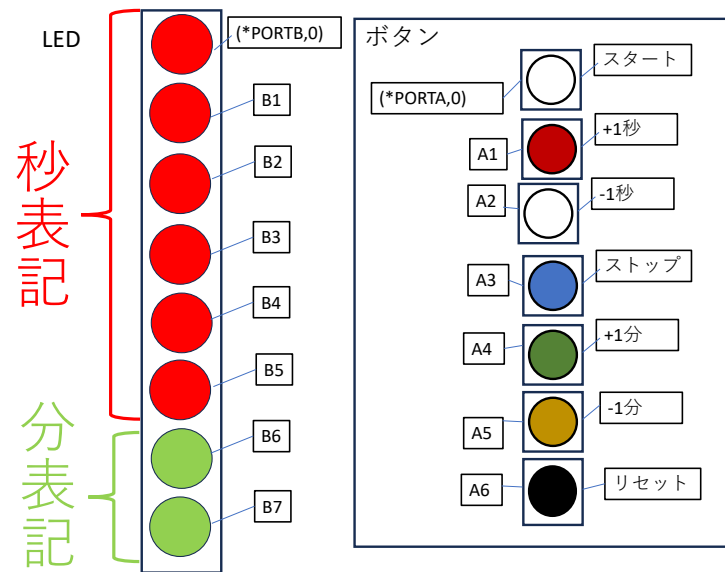 LED
(*PORTB,0)
B1
B2
B3
B4
B5
B6
B7
秒表記
分表記
ボタン
(*PORTA,0)
スタート
A1
+1秒
A2
-1秒
A3
ストップ
A4
+1分
A5
-1分
A6
リセット